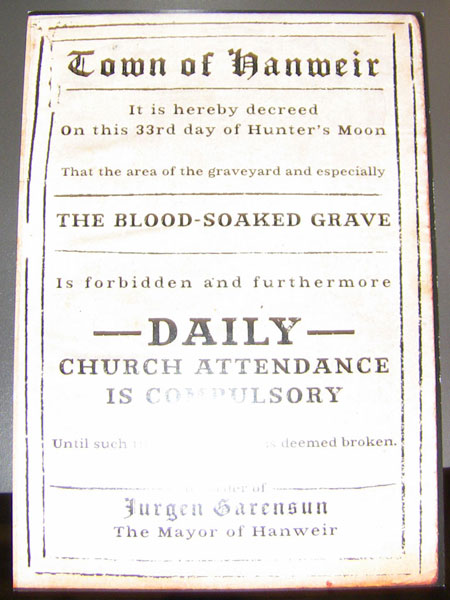 Town of Hanweir
It is hereby decreed
On this 33rd day of Hunter's Moon
That the area of the graveyard and especially
THE BLOOD-SOAKED GRAVE
Is forbidden and furthermore
—DAILY—
CHURCH ATTENDANCE
IS COMPULSORY
Until such is deemed broken.
of
Jurgen Garensun
The Mayor of Hanweir